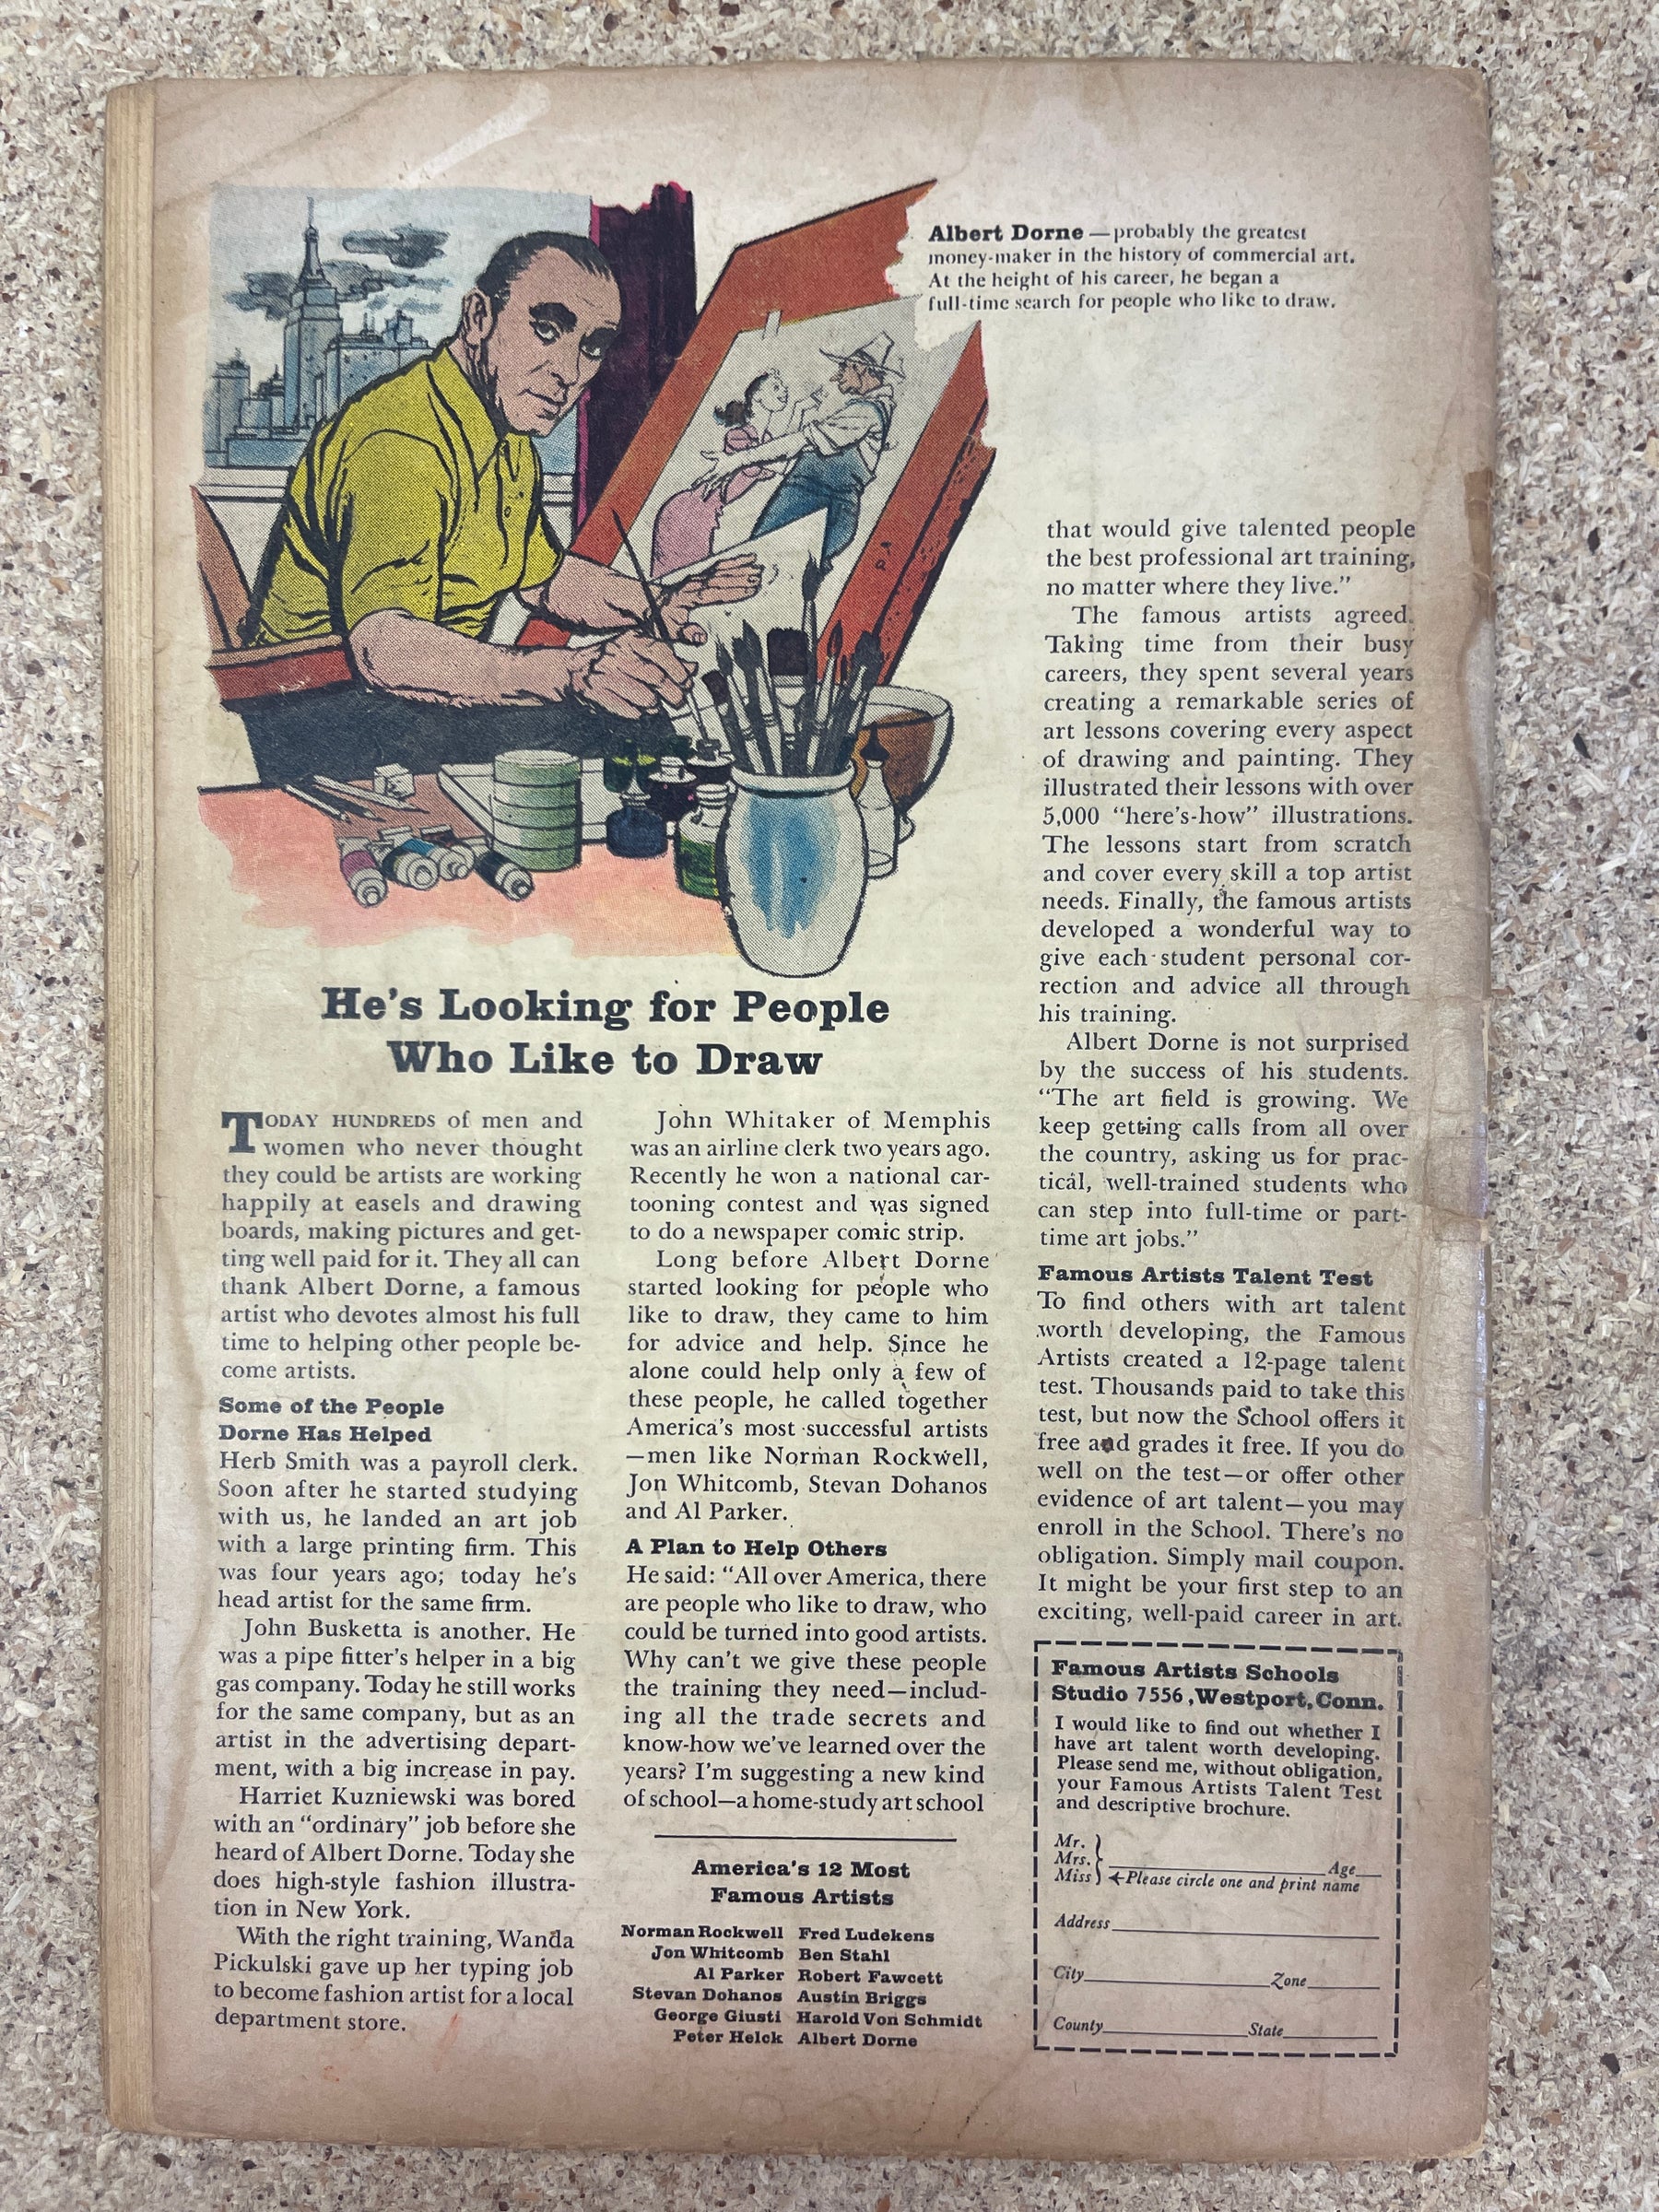 Albert Dorne — probably the greatest
money-maker in the history of commercial art.
At the height of his career, he began a
full-time search for people who like to draw.
He's Looking for People
Who Like to Draw
TODAY HUNDREDS of men and
women who never thought
they could be artists are working
happily at easels and drawing
boards, making pictures and get-
ting well paid for it. They all can
thank Albert Dorne, a famous
artist who devotes almost his full
time to helping other people be-
come artists.
Some of the People
Dorne Has Helped
Herb Smith was a payroll clerk.
Soon after he started studying
with us, he landed an art job
with a large printing firm. This
was four years ago; today he's
head artist for the same firm.
John Busketta is another. He
was a pipe fitter's helper in a big
gas company. Today he still works
for the same company, but as an
artist in the advertising depart-
ment, with a big increase in pay.
Harriet Kuzniewski was bored
with an "ordinary" job before she
heard of Albert Dorne. Today she
does high-style fashion illustra-
tion in New York.
With the right training, Wanda
Pickulski gave up her typing job
to become fashion artist for a local
department store.
John Whitaker of Memphis
was an airline clerk two years ago.
Recently he won a national car-
tooning contest and was signed
to do a newspaper comic strip.
Long before Albert Dorne
started looking for people who
like to draw, they came to him
for advice and help. Since he
alone could help only a few of
these people, he called together
America's most successful artists
—men like Norman Rockwell,
Jon Whitcomb, Stevan Dohanos
and Al Parker.
A Plan to Help Others
He said: "All over America, there
are people who like to draw, who
could be turned into good artists.
Why can't we give these people
the training they need—includ-
ing all the trade secrets and
know-how we've learned over the
years? I'm suggesting a new kind
of school—a home-study art school
America's 12 Most
Famous Artists
Norman Rockwell Fred Ludekens
Jon Whitcomb Ben Stahl
Al Parker Robert Fawcett
Stevan Dohanos Austin Briggs
George Giusti Harold Von Schmidt
Peter Helck Albert Dorne
that would give talented people
the best professional art training,
no matter where they live."
The famous artists agreed.
Taking time from their busy
careers, they spent several years
creating a remarkable series of
art lessons covering every aspect
of drawing and painting. They
illustrated their lessons with over
5,000 "here's-how" illustrations.
The lessons start from scratch
and cover every skill a top artist
needs. Finally, the famous artists
developed a wonderful way to
give each student personal cor-
rection and advice all through
his training.
Albert Dorne is not surprised
by the success of his students.
"The art field is growing. We
keep getting calls from all over
the country, asking us for prac-
tical, well-trained students who
can step into full-time or part-
time art jobs."
Famous Artists Talent Test
To find others with art talent
worth developing, the Famous
Artists created a 12-page talent
test. Thousands paid to take this
test, but now the School offers it
free and grades it free. If you do
well on the test—or offer other
evidence of art talent—you may
enroll in the School. There's no
obligation. Simply mail coupon.
It might be your first step to an
exciting, well-paid career in art.
Famous Artists Schools
Studio 7556, Westport, Conn.
I would like to find out whether I
have art talent worth developing.
Please send me, without obligation,
your Famous Artists Talent Test
and descriptive brochure.
Mr.
Mrs. Age
Miss ←Please circle one and print name
Address
City Zone
County State